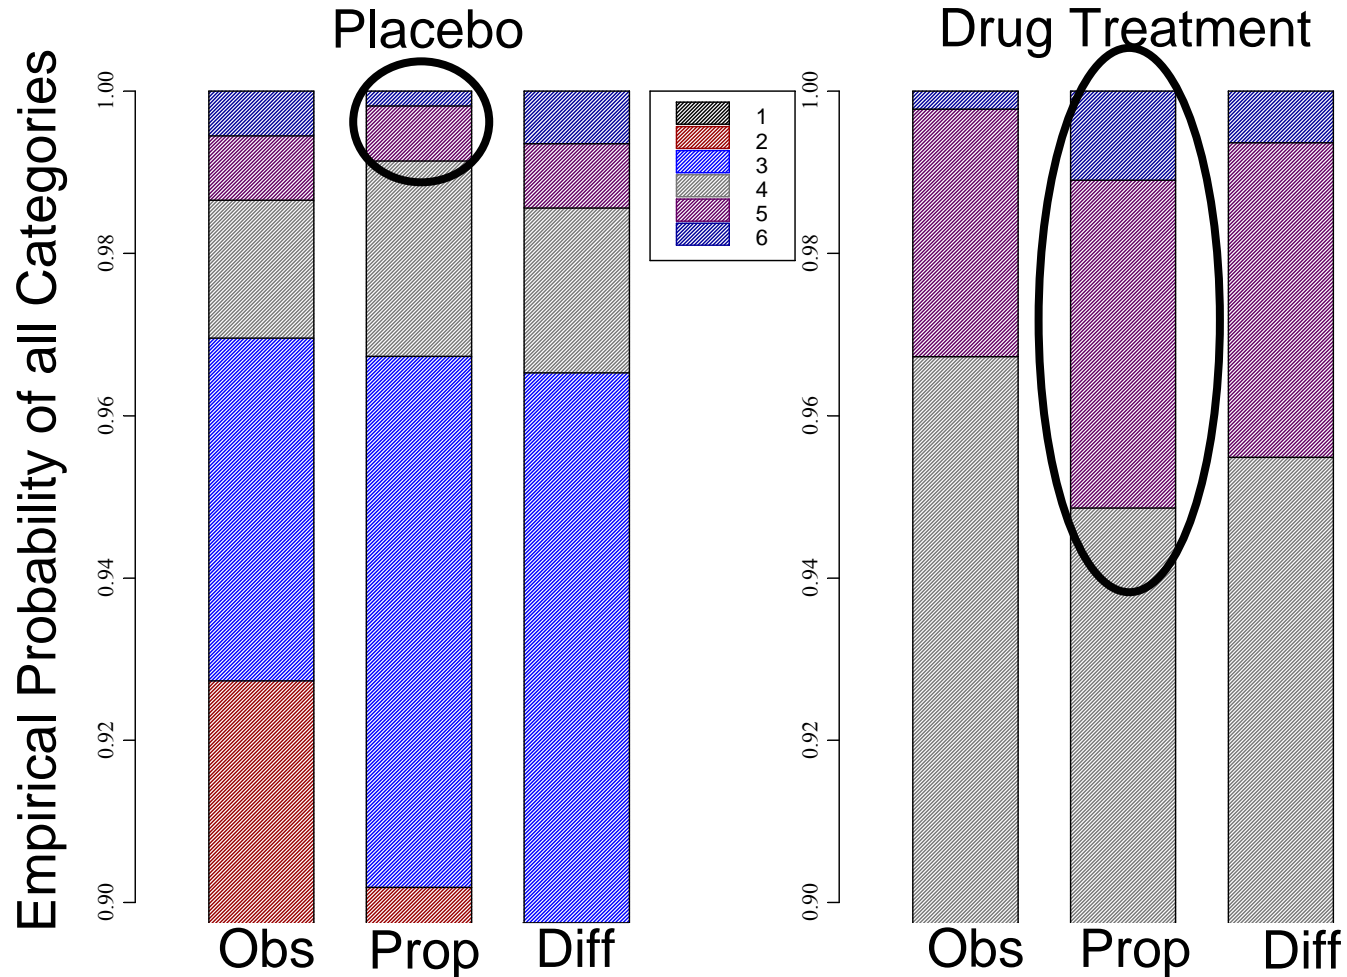 Placebo
Drug Treatment
Empirical Probability of all Categories
1.00
0.98
0.96
0.94
0.92
0.90
1
2
3
4
5
6
1.00
0.98
0.96
0.94
0.92
0.90
Obs
Prop
Diff
Obs
Prop
Diff